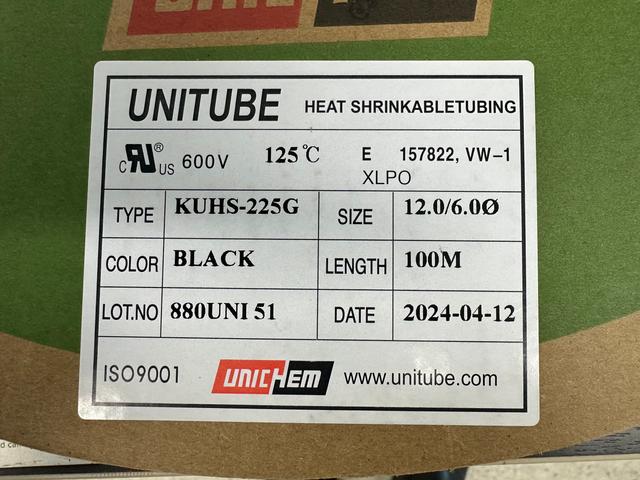 UNITUBE HEAT SHRINKABLETUBING
cRU®US 600V 125℃ E 157822, VW-1
XLPO
TYPE KUHS-225G SIZE 12.0/6.0Ø
COLOR BLACK LENGTH 100M
LOT.NO 880UNI 51 DATE 2024-04-12
ISO9001 UNICHEM www.unitube.com